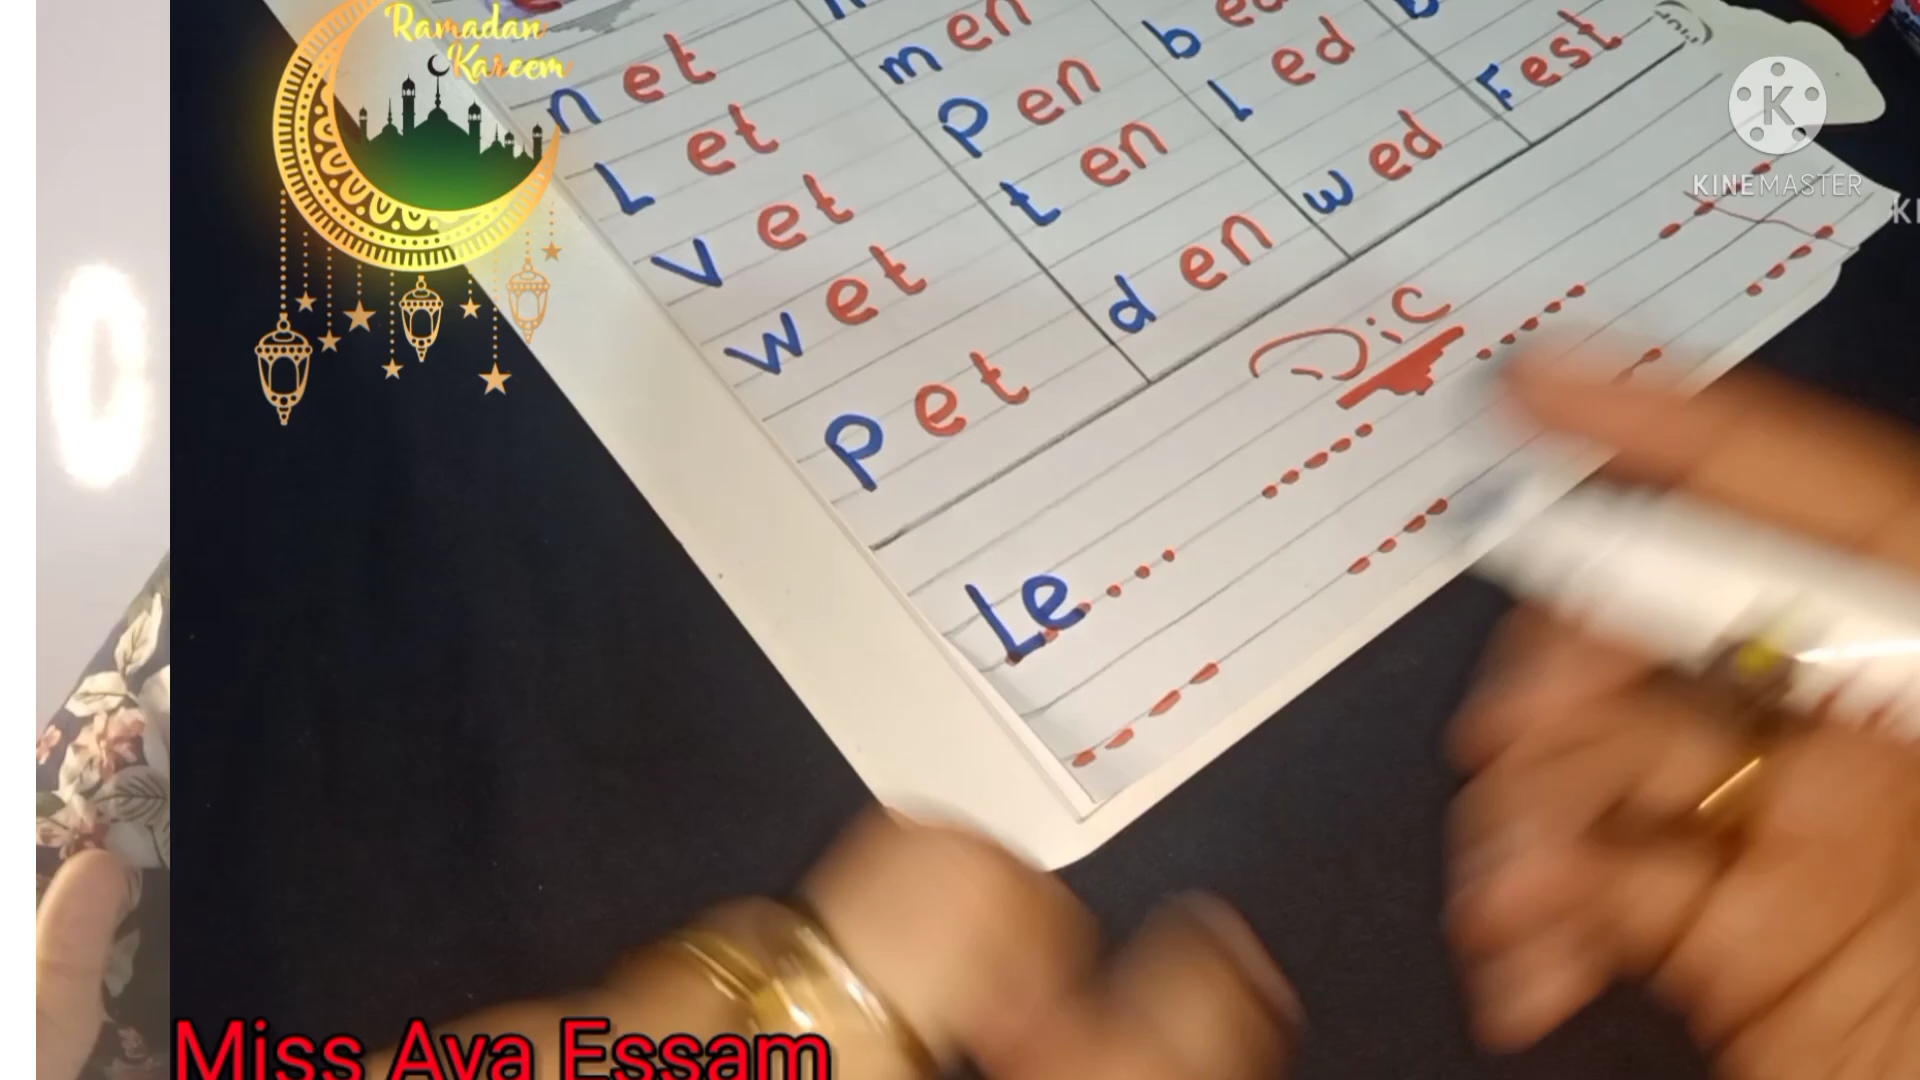 Ramadan
Kareem
net
Let
vet
wet
Pet
men
Pen
ten
den
Led
wed
Fest
Dic
Le
K
KINEMASTER
Miss Aya Essam